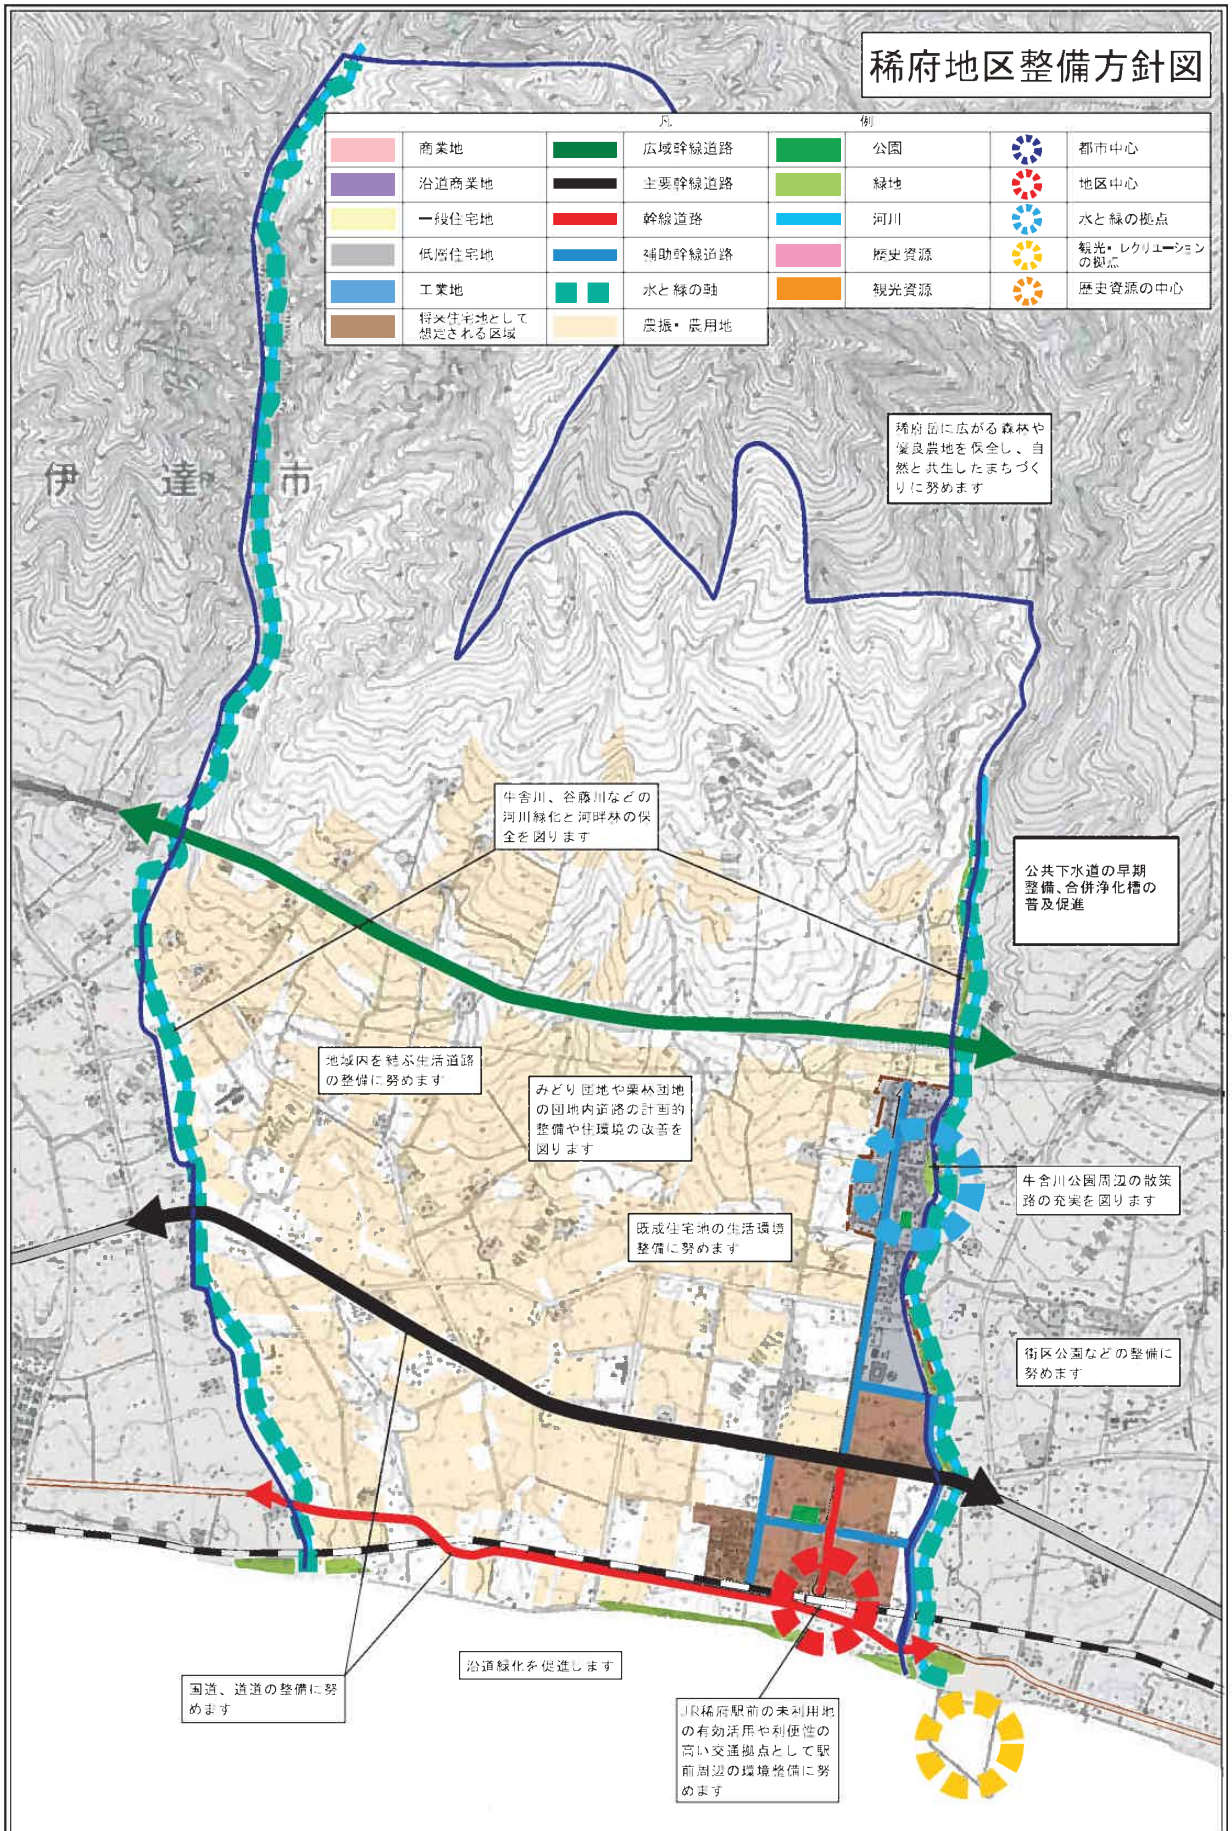 稀府地区整備方針図
凡 例
商業地 広域幹線道路 公園 都市中心
沿道商業地 主要幹線道路 緑地 地区中心
一般住宅地 幹線道路 河川 水と緑の拠点
低層住宅地 補助幹線道路 歴史資源 観光・レクリエーション
の拠点
工業地 水と緑の軸 観光資源 歴史資源の中心
将来住宅地として
想定される区域
農振・農用地
伊達市
稀府岳に広がる森林や
優良農地を保全し、自
然と共生したまちづく
りに努めます
牛舎川、谷藤川などの
河川緑化と河畔林の保
全を図ります
公共下水道の早期
整備、合併浄化槽の
普及促進
地域内を結ぶ生活道路
の整備に努めます
みどり団地や栗林団地
の団地内道路の計画的
整備や住環境の改善を
図ります
牛舎川公園周辺の散策
路の充実を図ります
既成住宅地の生活環境
整備に努めます
街区公園などの整備に
努めます
沿道緑化を促進します
国道、道道の整備に努
めます
JR稀府駅前の未利用地
の有効活用や利便性の
高い交通拠点として駅
前周辺の環境整備に努
めます